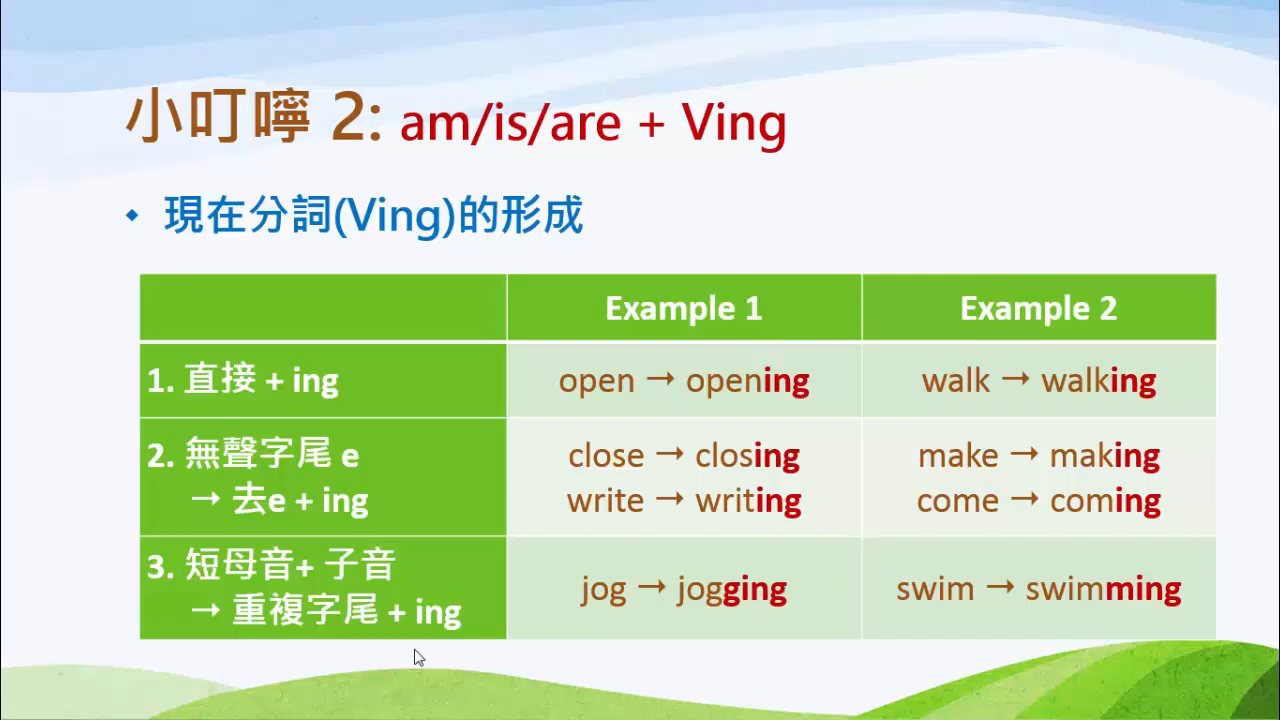 小叮嚀 2: am/is/are + Ving
現在分詞(Ving)的形成
Example 1
Example 2
1. 直接 + ing
open → opening
walk → walking
2. 無聲字尾 e
→ 去e + ing
close → closing
write → writing
make → making
come → coming
3. 短母音+ 子音
→ 重複字尾 + ing
jog → jogging
swim → swimming